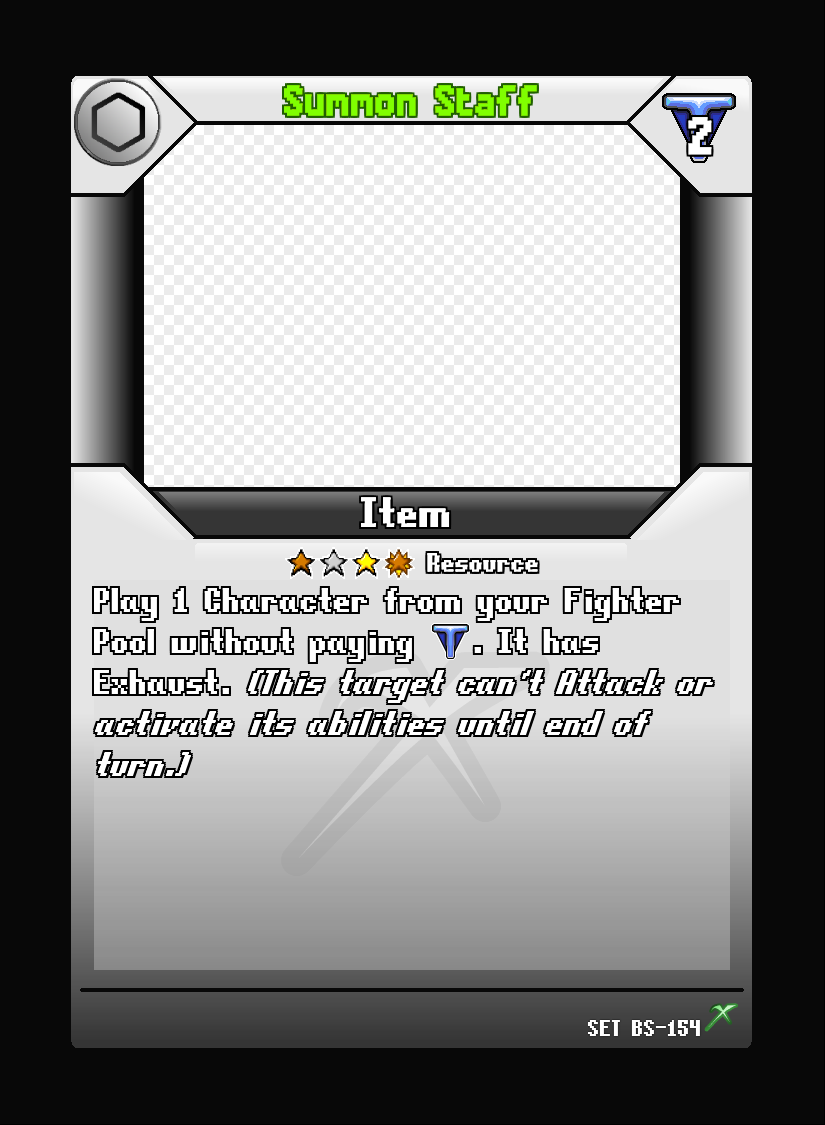 Summon Staff
2
Item
Resource
Play 1 Character from your Fighter
Pool without paying T. It has
Exhaust. (This target can't Attack or
activate its abilities until end of
turn.)
SET BS-154